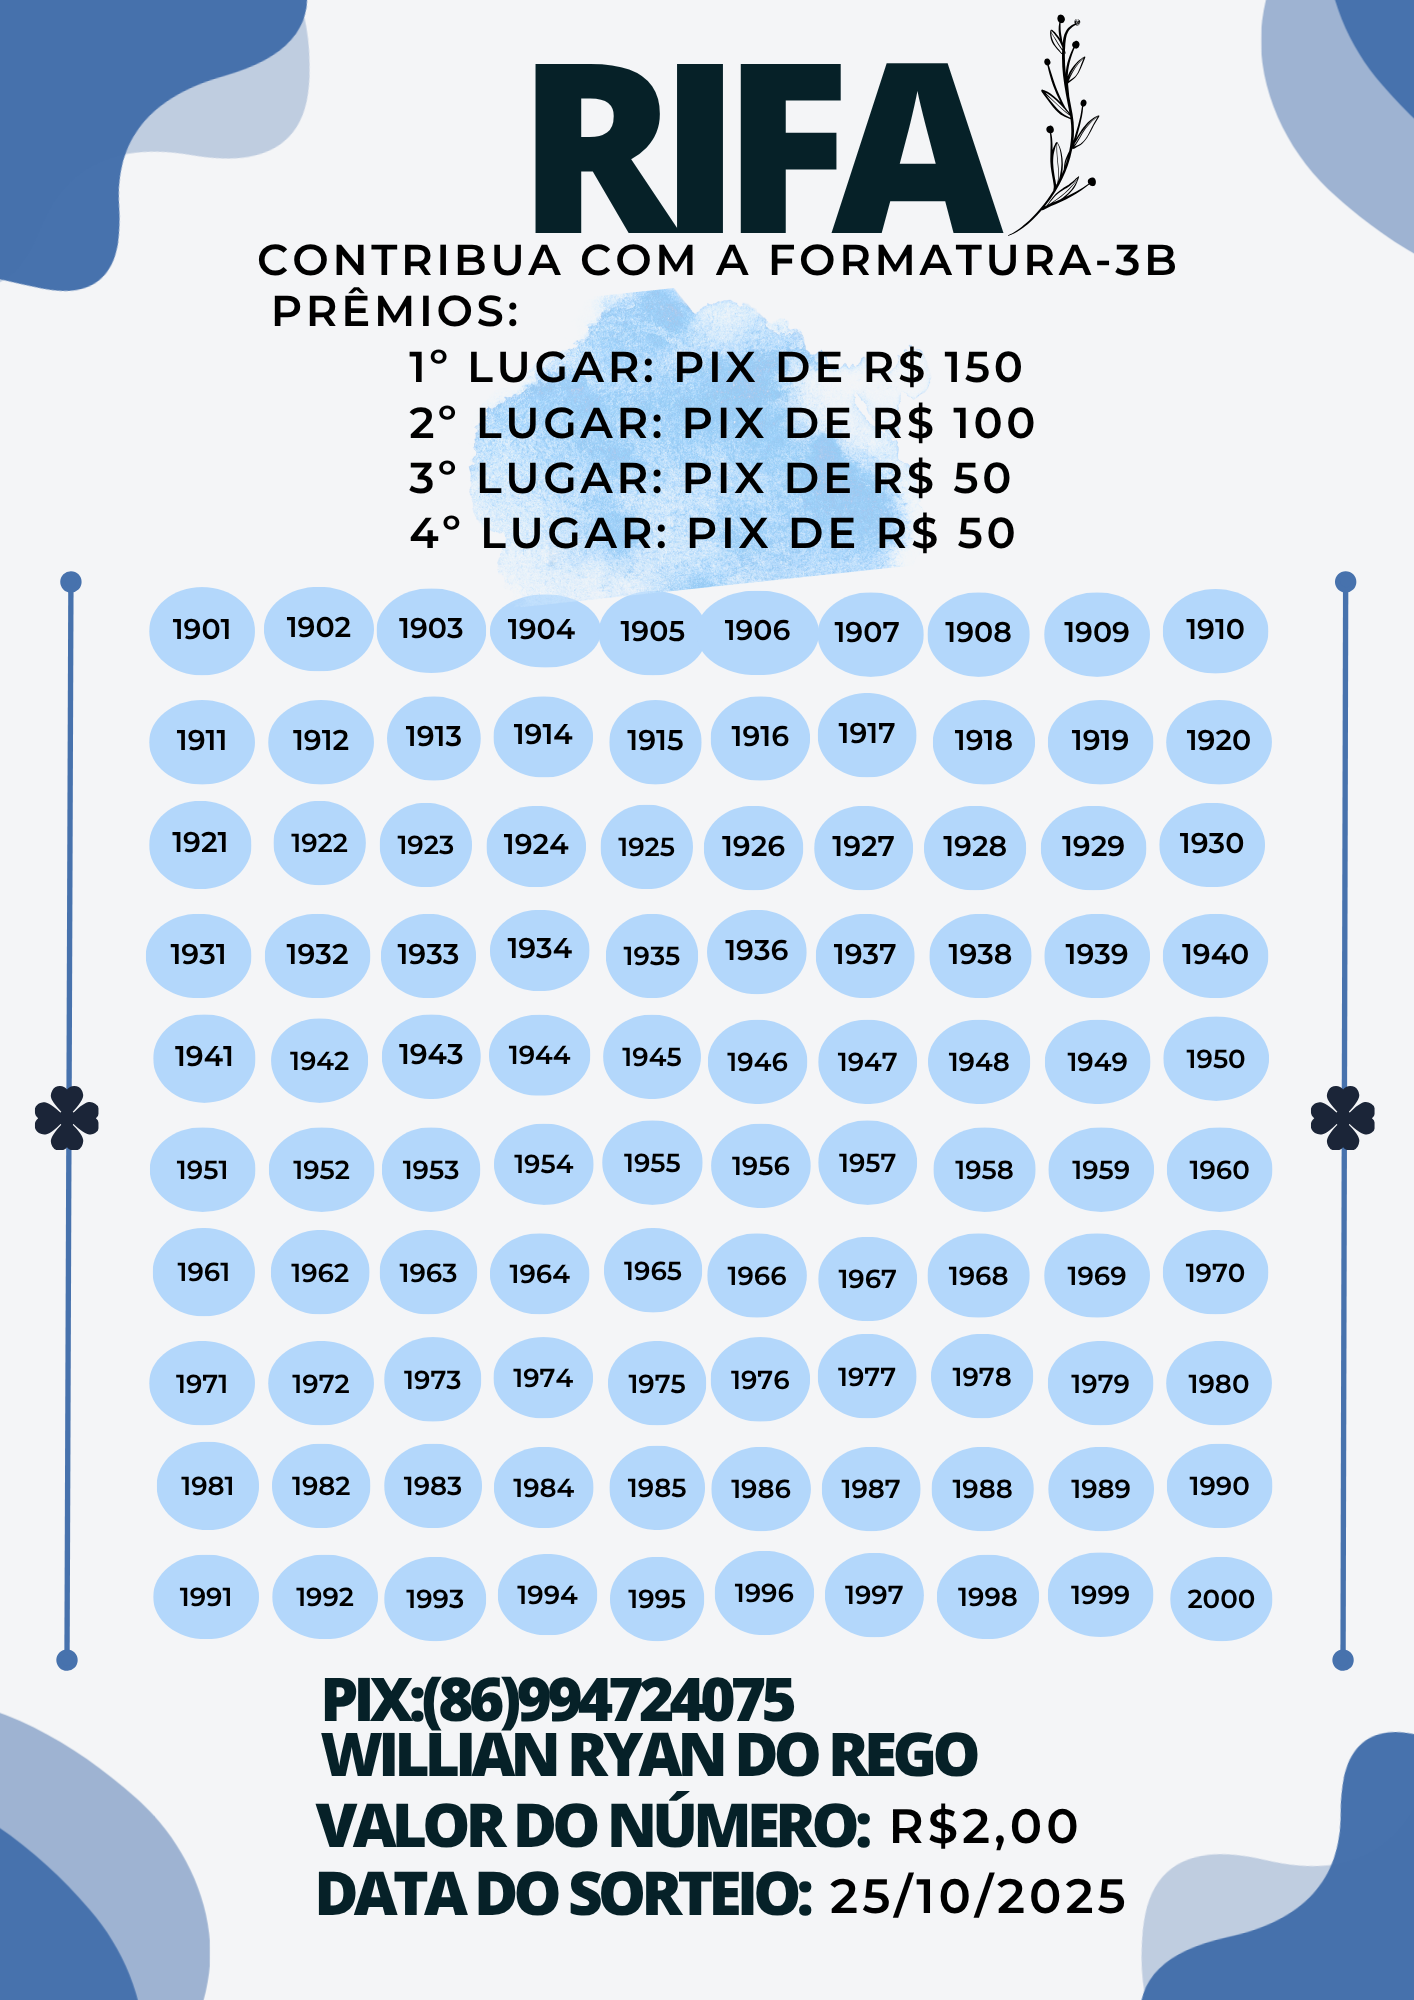 RIFA
CONTRIBUA COM A FORMATURA-3B
PRÊMIOS:
1º LUGAR: PIX DE R$ 150
2º LUGAR: PIX DE R$ 100
3º LUGAR: PIX DE R$ 50
4º LUGAR: PIX DE R$ 50
1901 1902 1903 1904 1905 1906 1907 1908 1909 1910
1911 1912 1913 1914 1915 1916 1917 1918 1919 1920
1921 1922 1923 1924 1925 1926 1927 1928 1929 1930
1931 1932 1933 1934 1935 1936 1937 1938 1939 1940
1941 1942 1943 1944 1945 1946 1947 1948 1949 1950
1951 1952 1953 1954 1955 1956 1957 1958 1959 1960
1961 1962 1963 1964 1965 1966 1967 1968 1969 1970
1971 1972 1973 1974 1975 1976 1977 1978 1979 1980
1981 1982 1983 1984 1985 1986 1987 1988 1989 1990
1991 1992 1993 1994 1995 1996 1997 1998 1999 2000
PIX:(86)994724075
WILLIAN RYAN DO REGO
VALOR DO NÚMERO: R$2,00
DATA DO SORTEIO: 25/10/2025